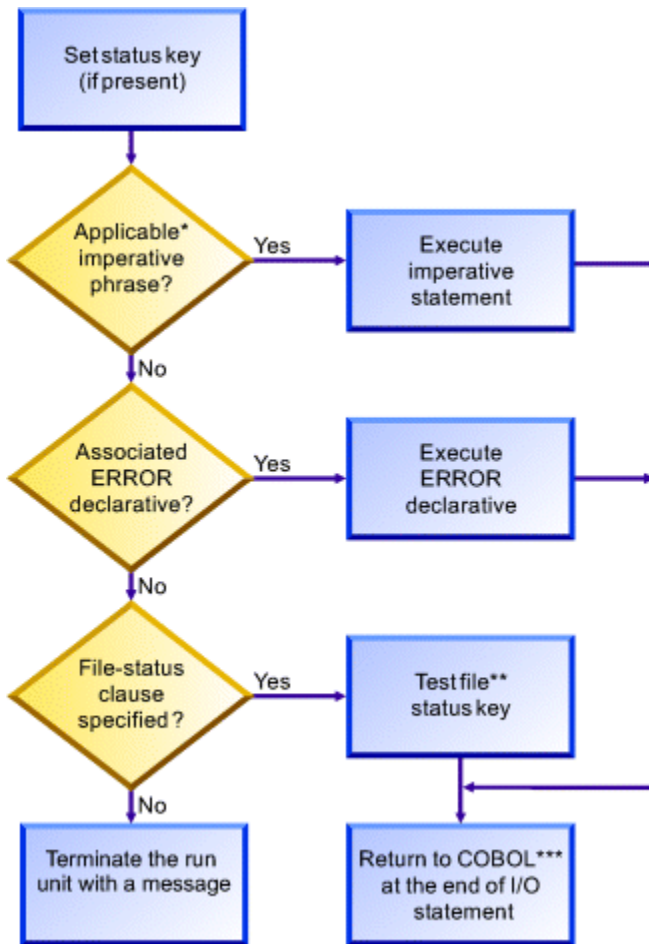 Set status key
(if present)
Applicable*
imperative
phrase?
Yes
Execute
imperative
statement
No
Associated
ERROR
declarative?
Yes
Execute
ERROR
declarative
No
File-status
clause
specified?
Yes
Test file**
status key
No
Terminate the run
unit with a message
Return to COBOL***
at the end of I/O
statement